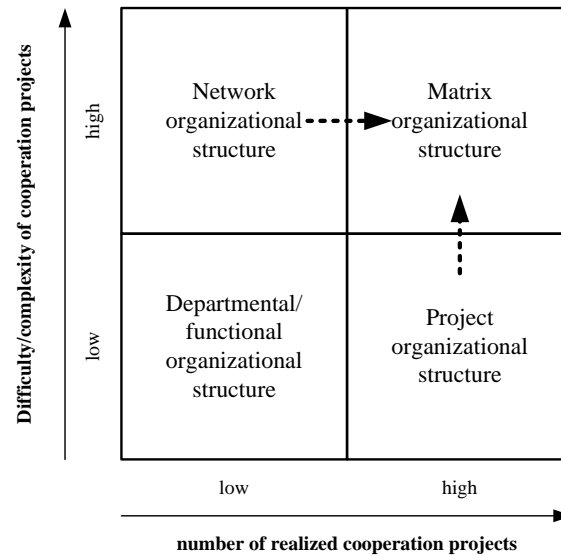 Difficulty/complexity of cooperation projects
high
low
Network
organizational
structure
Matrix
organizational
structure
Departmental/
functional
organizational
structure
Project
organizational
structure
low
high
number of realized cooperation projects